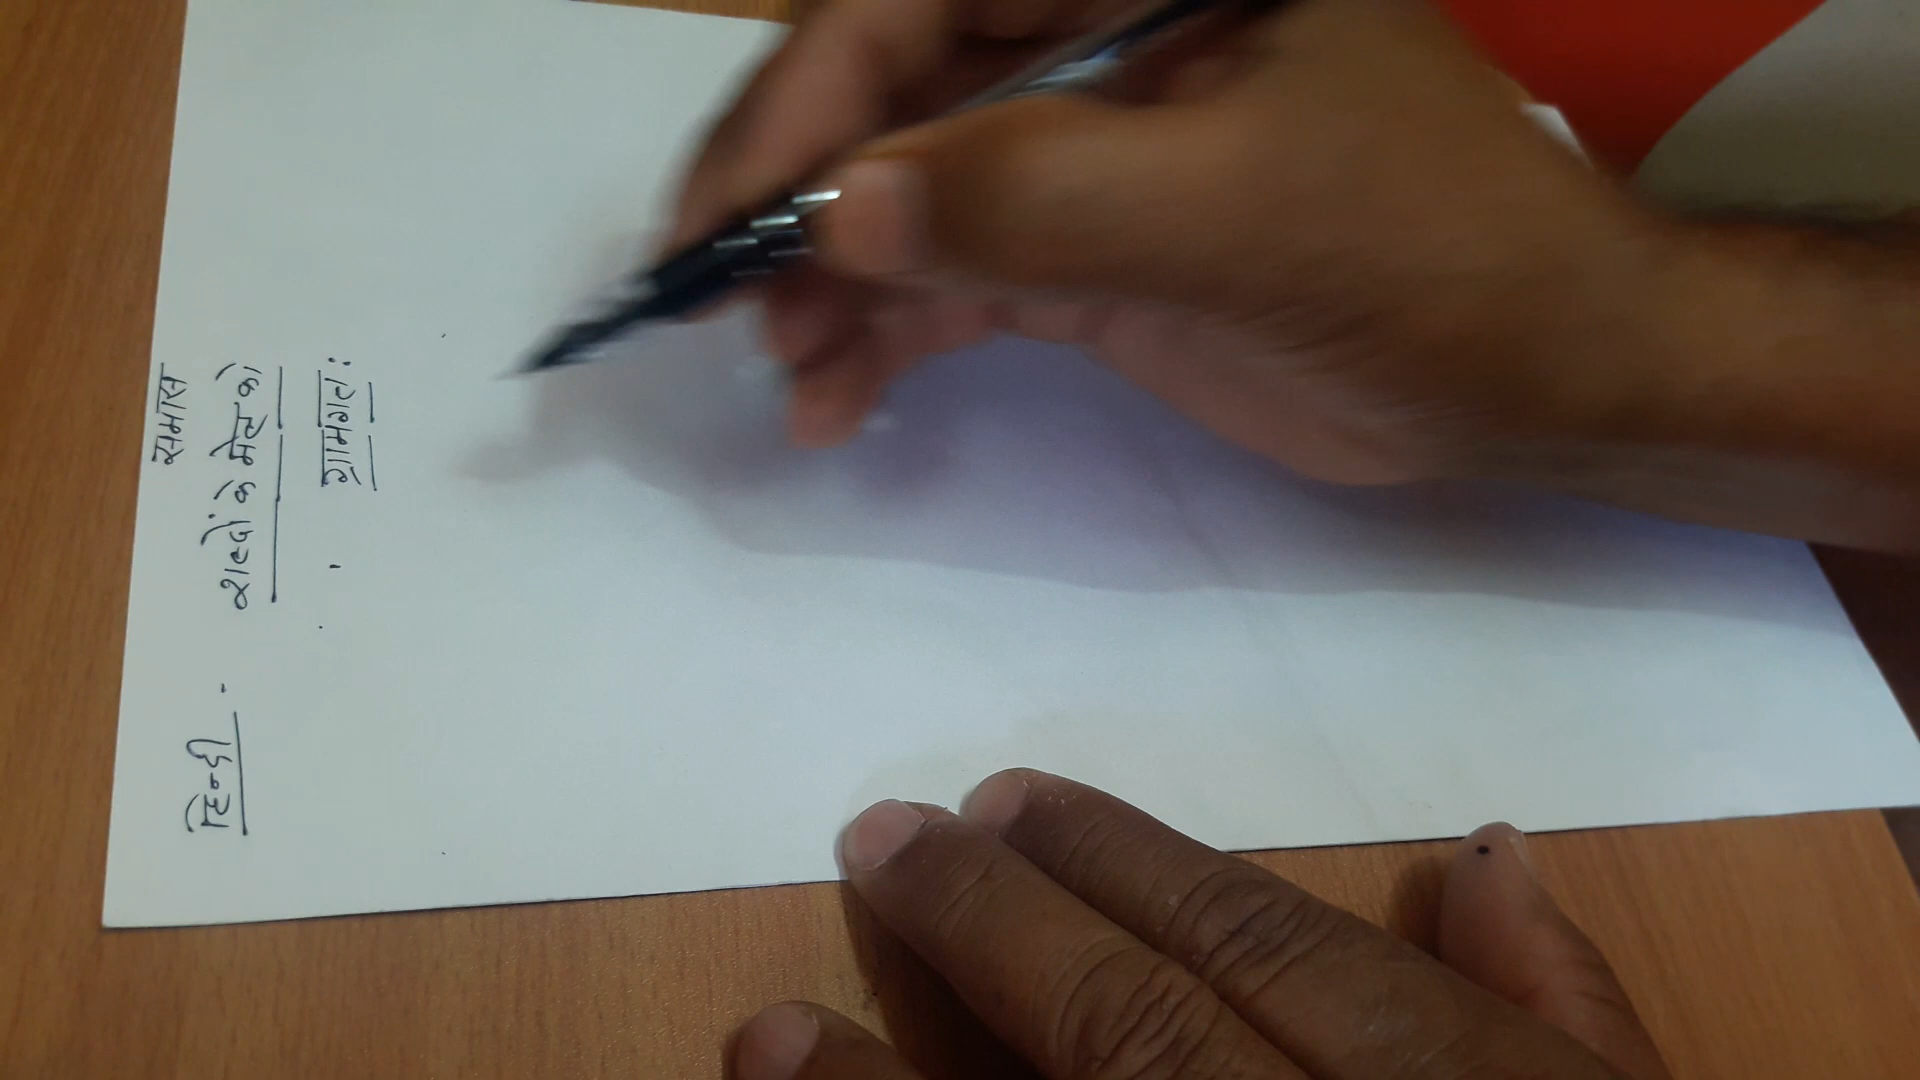 समास
हिन्दी - शब्दों के मेल को
ग्रामगतः